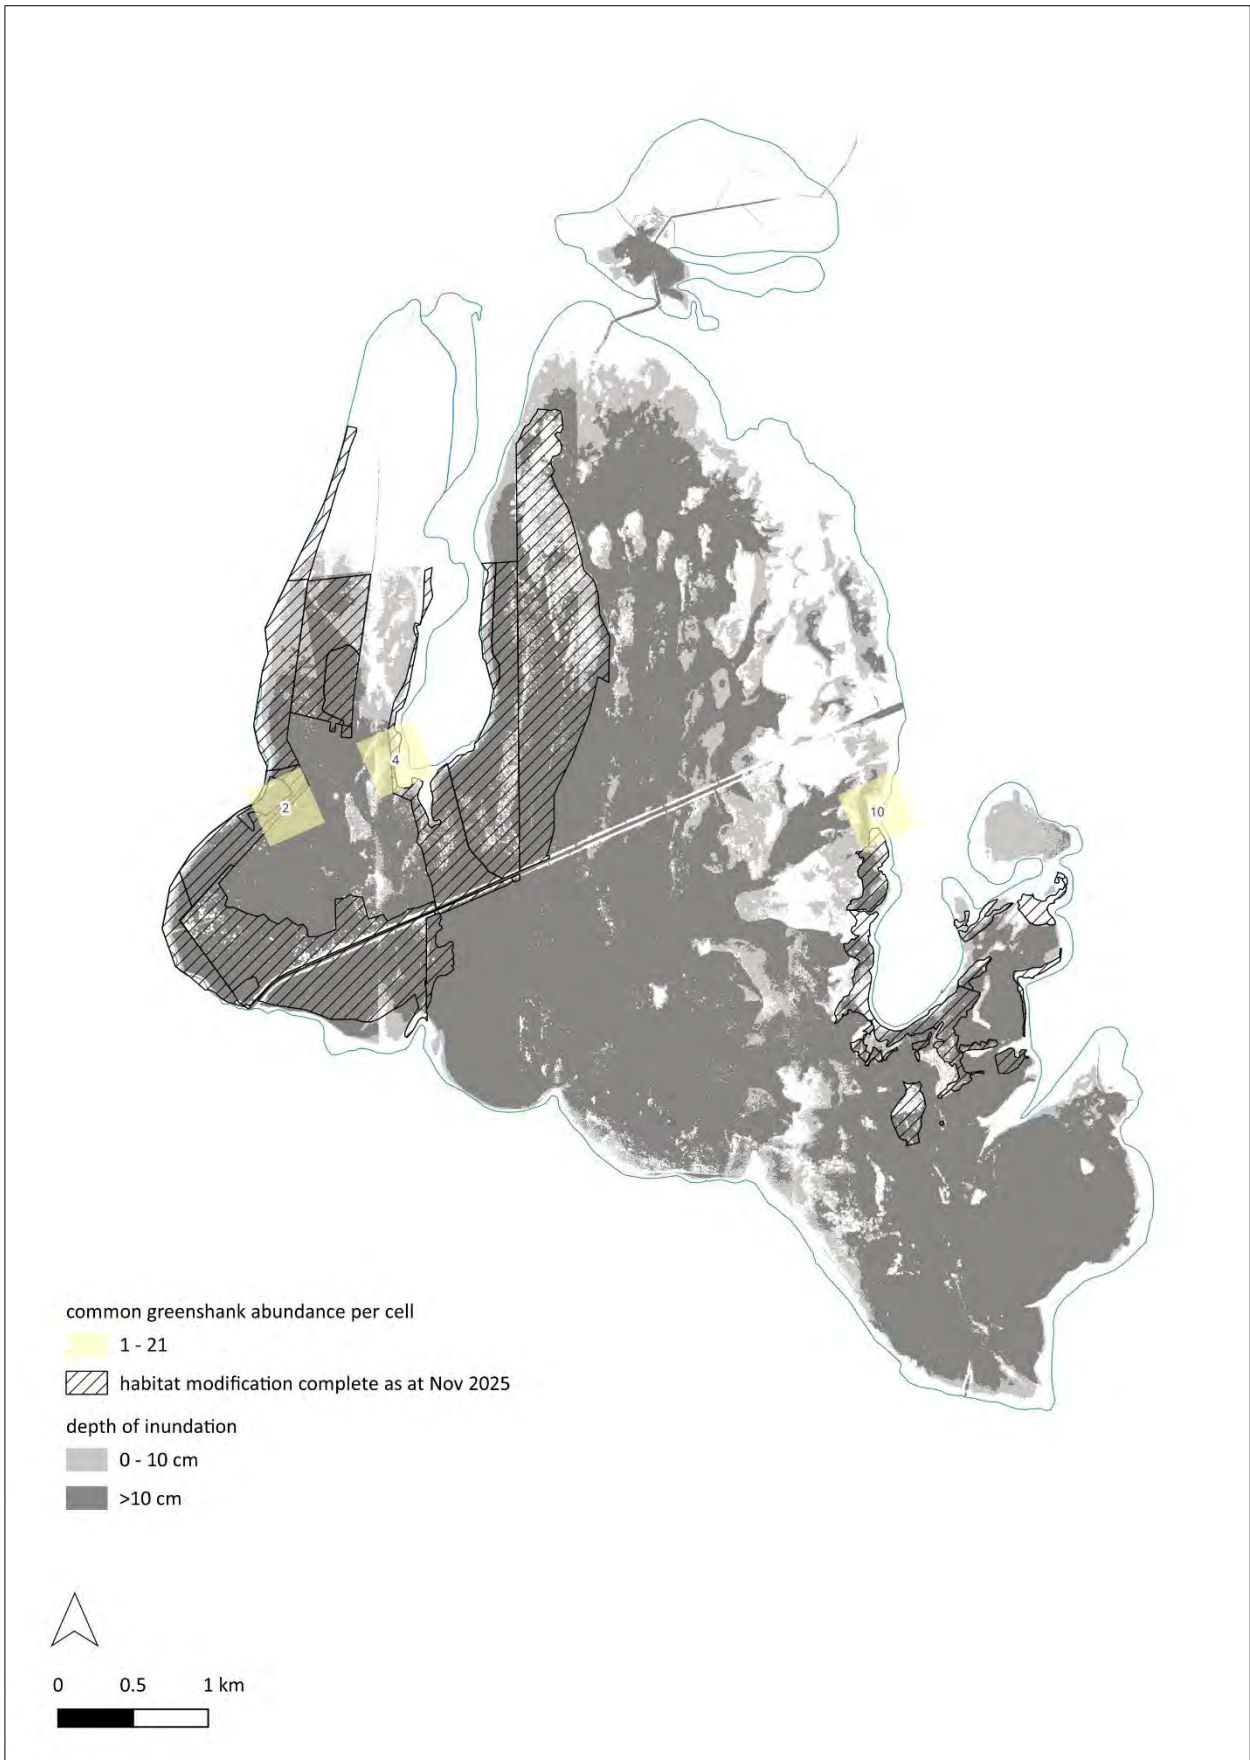 4
2
10
common greenshank abundance per cell
1 - 21
habitat modification complete as at Nov 2025
depth of inundation
0 - 10 cm
>10 cm
0 0.5 1 km